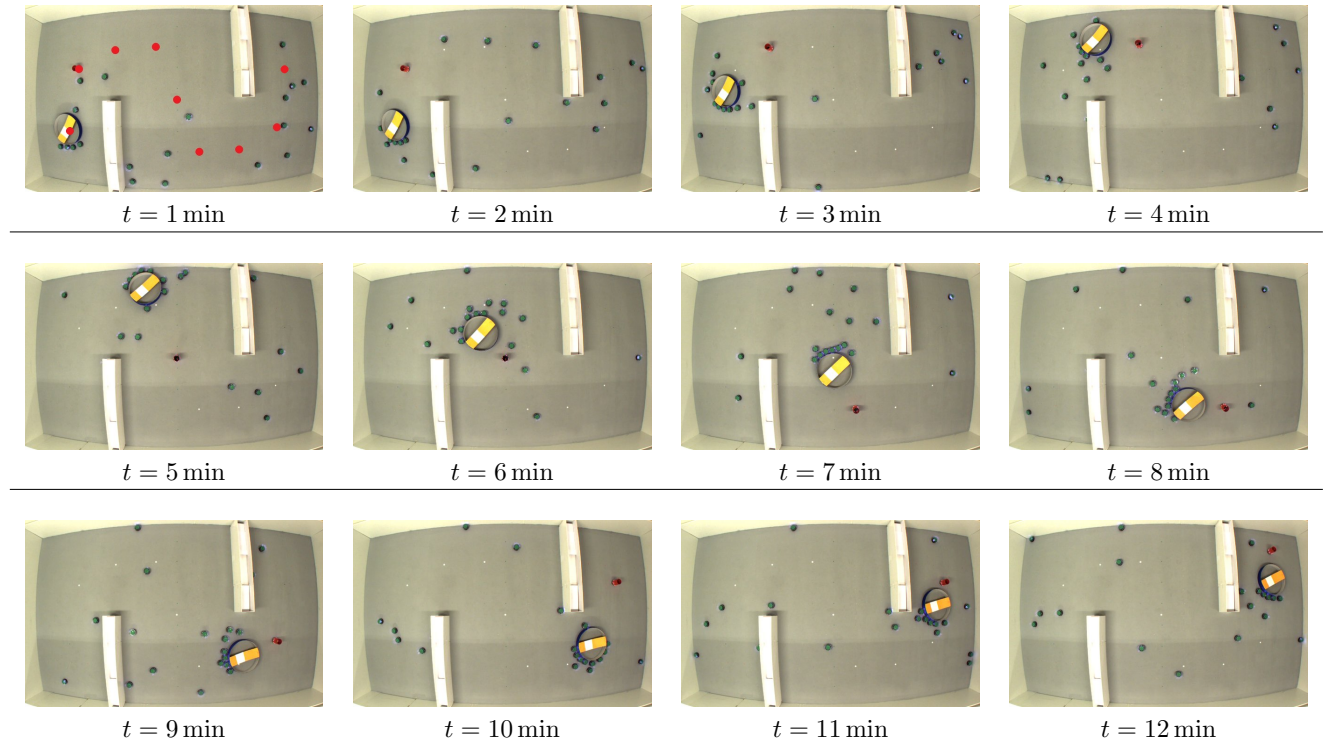 t = 1 min
t = 2 min
t = 3 min
t = 4 min
t = 5 min
t = 6 min
t = 7 min
t = 8 min
t = 9 min
t = 10 min
t = 11 min
t = 12 min